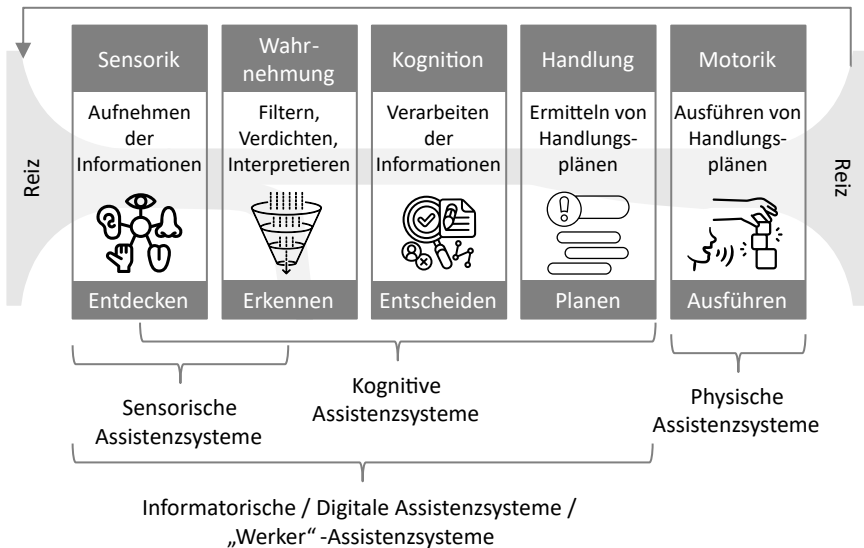 Reiz
Sensorik
Aufnehmen
der
Informationen
Entdecken
Wahr-
nehmung
Filtern,
Verdichten,
Interpretieren
Erkennen
Kognition
Verarbeiten
der
Informationen
Entscheiden
Handlung
Ermitteln von
Handlungs-
plänen
Planen
Motorik
Ausführen von
Handlungs-
plänen
Ausführen
Reiz
Sensorische
Assistenzsysteme
Kognitive
Assistenzsysteme
Physische
Assistenzsysteme
Informatorische / Digitale Assistenzsysteme /
„Werker“ -Assistenzsysteme